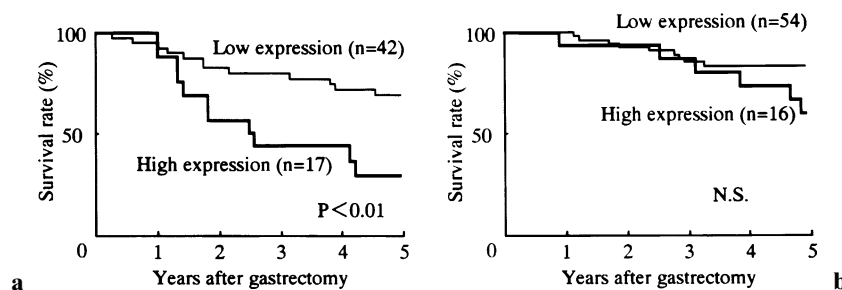 100
Low expression (n=42)
Survival rate (%)
50
High expression (n=17)
P<0.01
0
0 1 2 3 4 5
Years after gastrectomy
a
Low expression (n=54)
100
Survival rate (%)
50
High expression (n=16)
N.S.
0
0 1 2 3 4 5
Years after gastrectomy
b